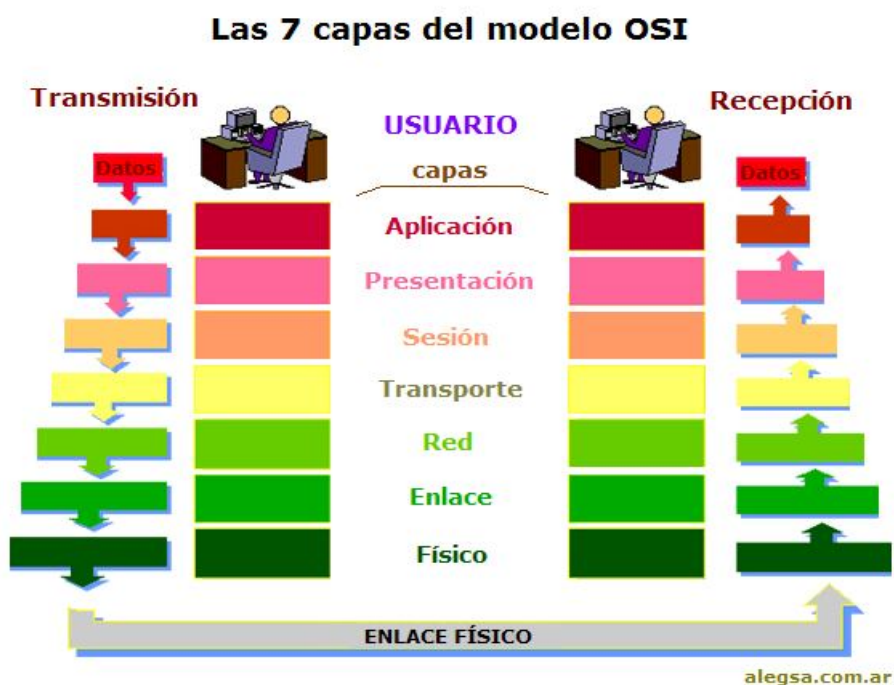 Las 7 capas del modelo OSI
Transmisión
Recepción
USUARIO
capas
Datos
Datos
Aplicación
Presentación
Sesión
Transporte
Red
Enlace
Físico
ENLACE FÍSICO
alegsa.com.ar